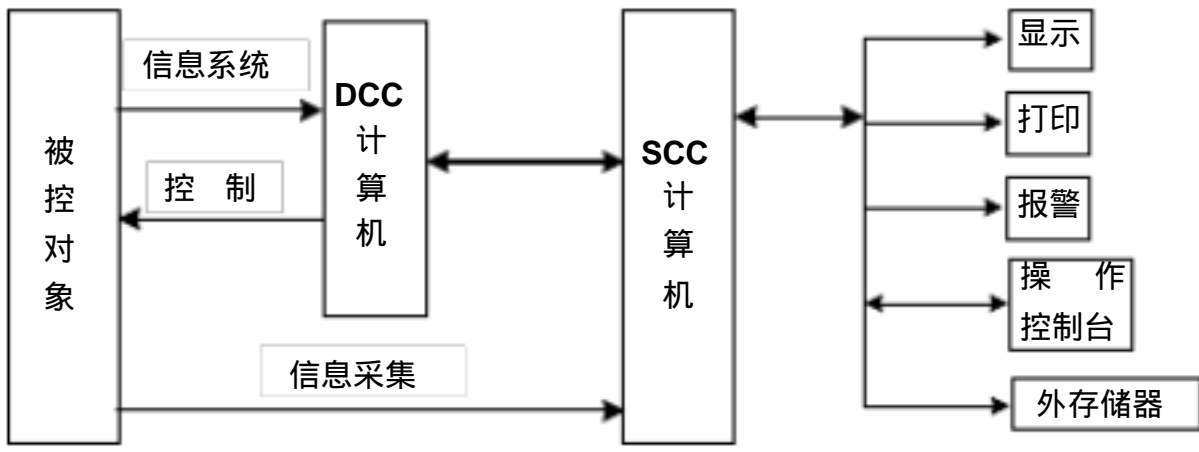 被
控
对
象
信息系统
控 制
DCC
计
算
机
信息采集
SCC
计
算
机
显示
打印
报警
操 作
控制台
外存储器